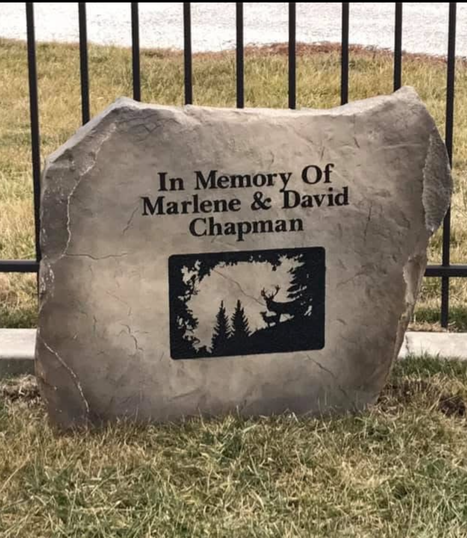 In Memory Of
Marlene & David
Chapman